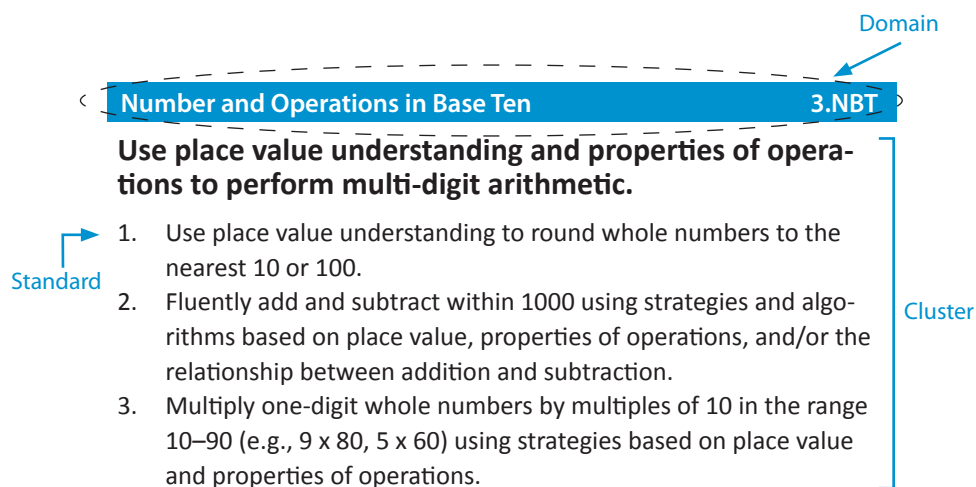 Domain
Number and Operations in Base Ten 3.NBT
Use place value understanding and properties of opera-
tions to perform multi-digit arithmetic.
1. Use place value understanding to round whole numbers to the
nearest 10 or 100.
Standard
2. Fluently add and subtract within 1000 using strategies and algo-
rithms based on place value, properties of operations, and/or the
relationship between addition and subtraction.
Cluster
3. Multiply one-digit whole numbers by multiples of 10 in the range
10–90 (e.g., 9 x 80, 5 x 60) using strategies based on place value
and properties of operations.